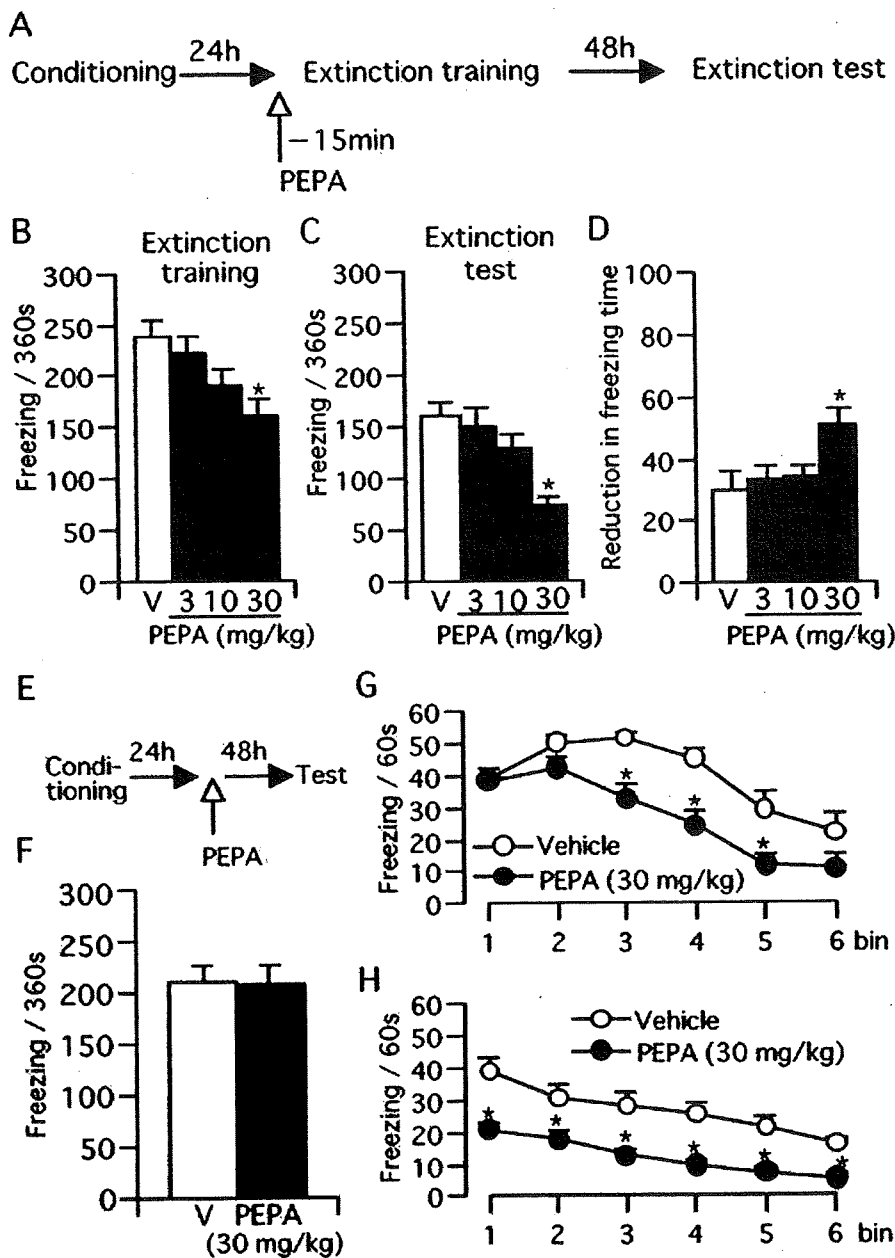 A
24h
48h
Conditioning
Extinction training
Extinction test
−15min
PEPA
B
Extinction
training
Freezing / 360s
300
250
200
150
100
50
0
V 3 10 30
PEPA (mg/kg)
*
C
Extinction
test
Freezing / 360s
300
250
200
150
100
50
0
V 3 10 30
PEPA (mg/kg)
*
D
Reduction in freezing time
100
80
60
40
20
0
V 3 10 30
PEPA (mg/kg)
*
E
24h
48h
Condi-
tioning
Test
PEPA
F
Freezing / 360s
300
250
200
150
100
50
0
V PEPA
(30 mg/kg)
G
Freezing / 60s
60
50
40
30
20
10
0
* * *
Vehicle
PEPA (30 mg/kg)
1 2 3 4 5 6 bin
H
Freezing / 60s
60
50
40
30
20
10
0
Vehicle
PEPA (30 mg/kg)
* * * * * *
1 2 3 4 5 6 bin